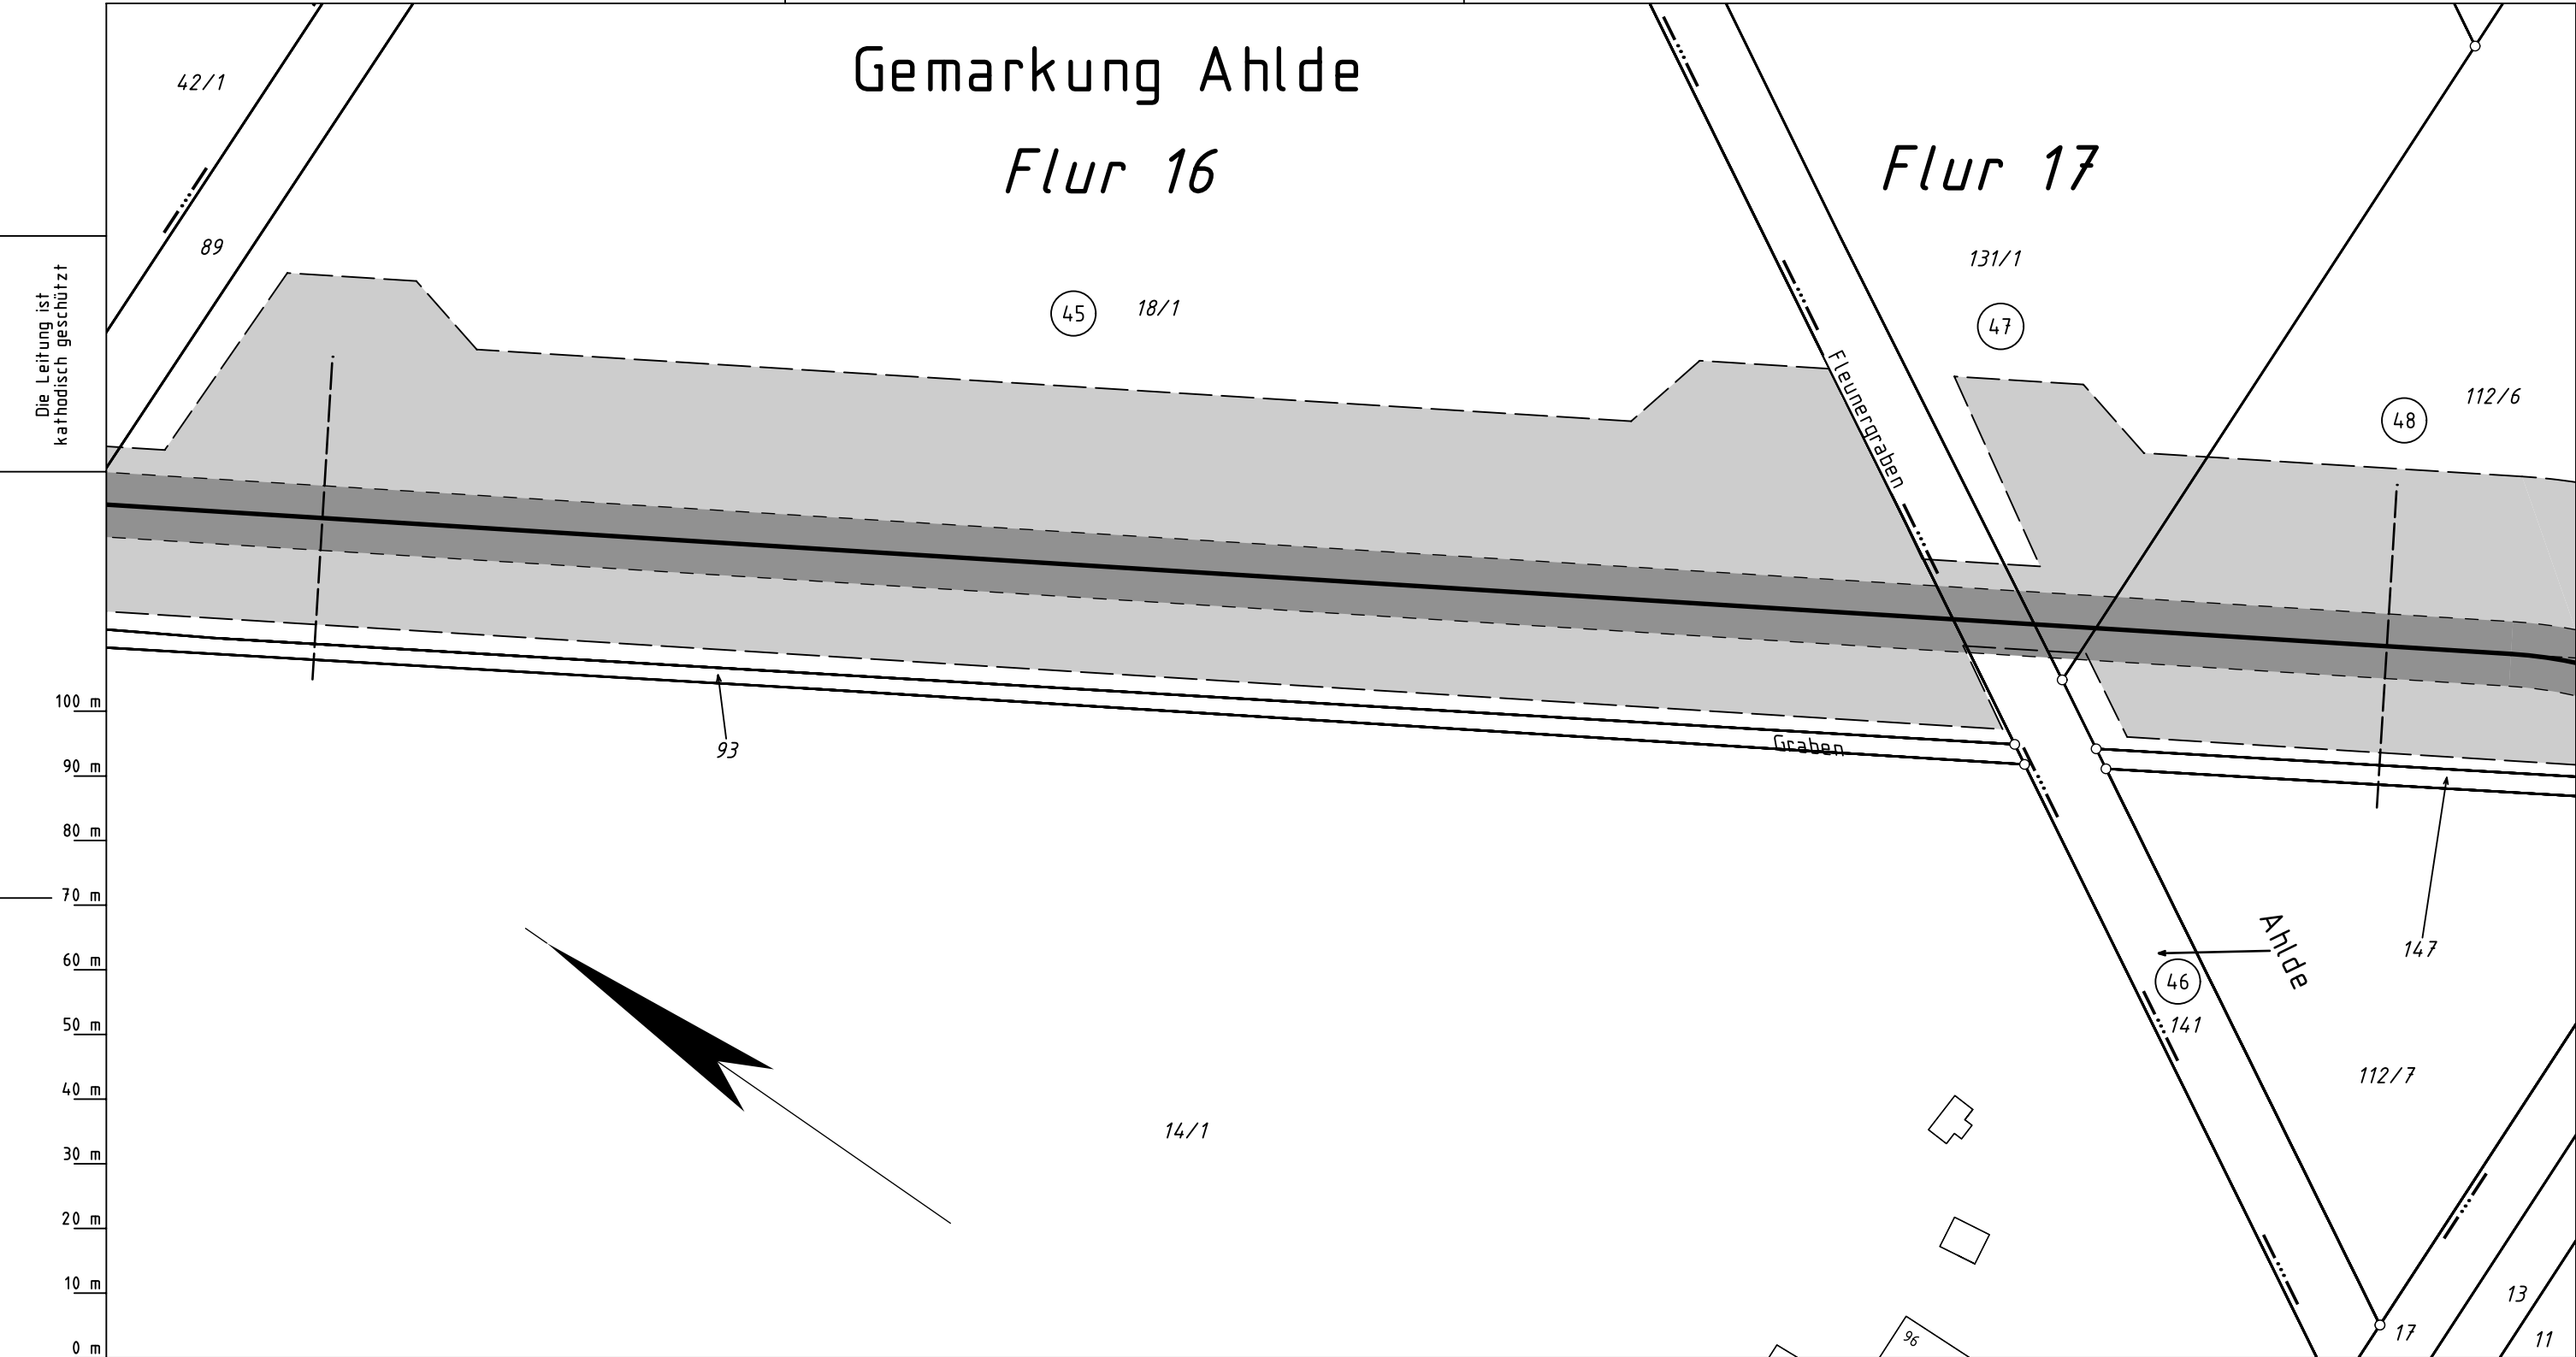 Gemarkung Ahlde
Flur 16
Flur 17
42/1
89
131/1
45
18/1
47
112/6
48
Die Leitung ist
kathodisch geschützt
Fleunergraben
Graben
93
100 m
90 m
80 m
70 m
60 m
50 m
40 m
30 m
20 m
10 m
0 m
Ahlde
147
46
141
112/7
14/1
13
17
11
96